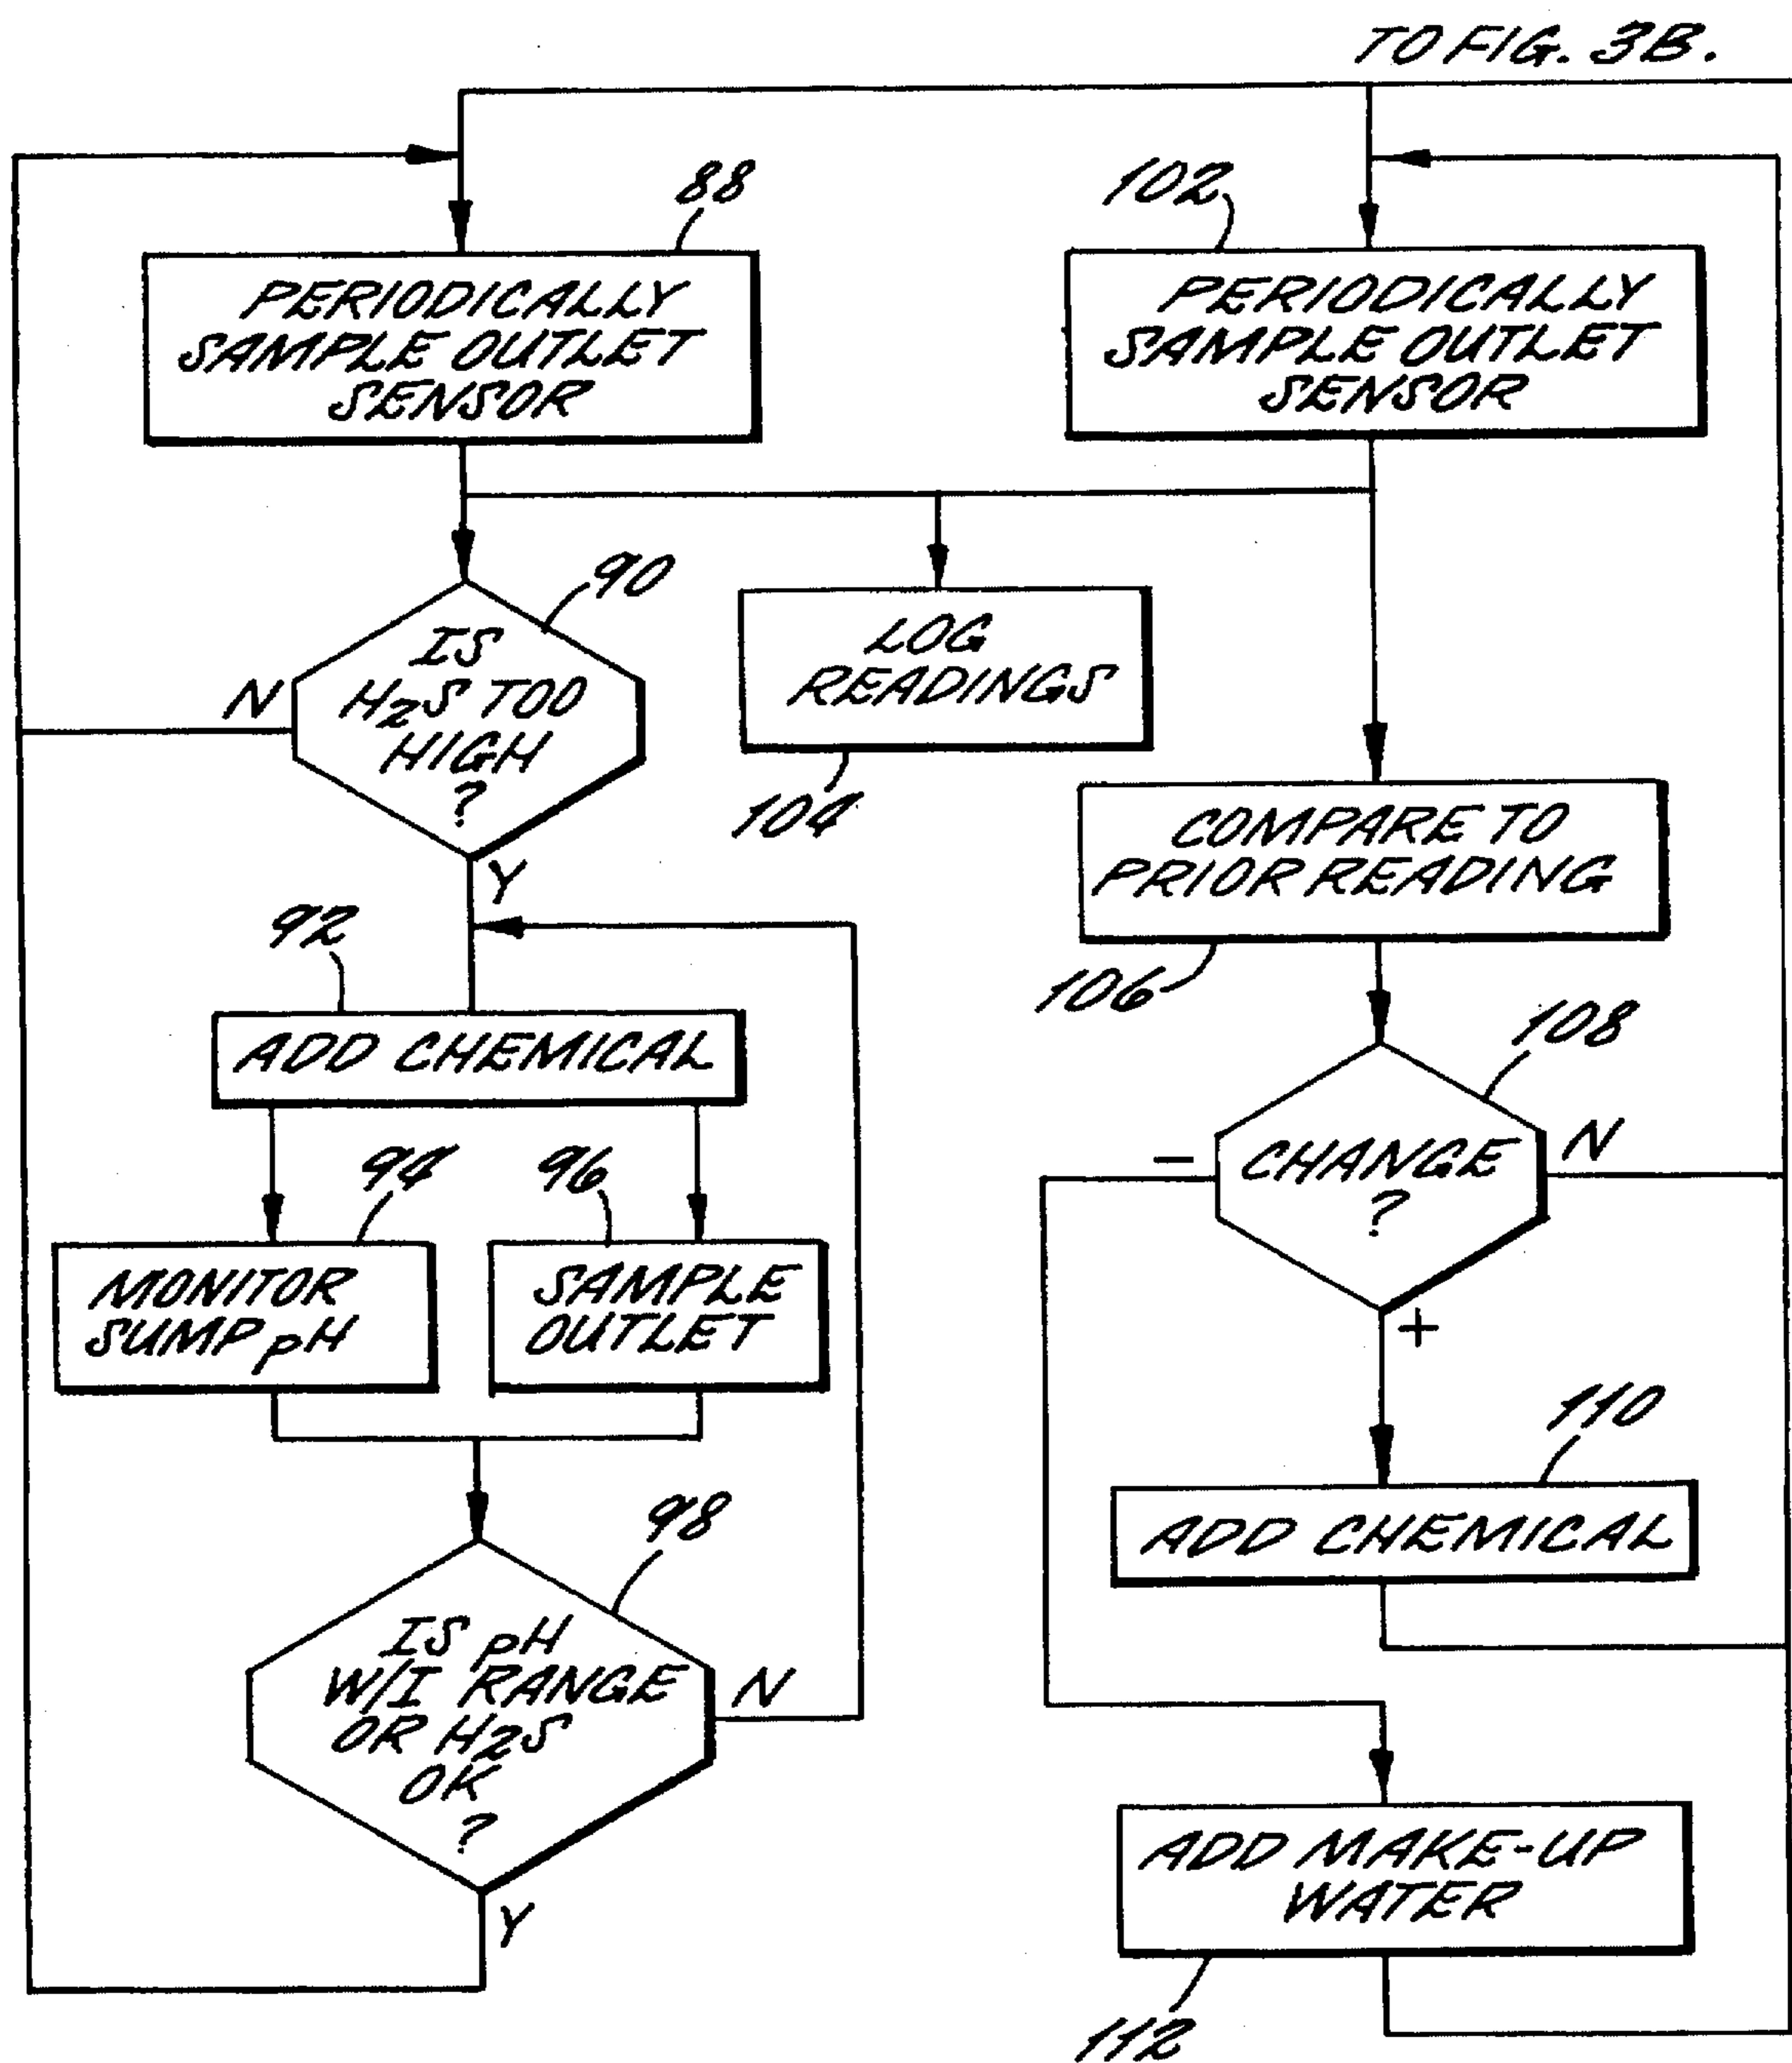 TO FIG. 3B.
88
PERIODICALLY
SAMPLE OUTLET
SENSOR
102
PERIODICALLY
SAMPLE OUTLET
SENSOR
90
IS
H2S TOO
HIGH
?
N
Y
LOG
READINGS
104
COMPARE TO
PRIOR READING
106
92
ADD CHEMICAL
94
MONITOR
SUMP pH
96
SAMPLE
OUTLET
108
CHANGE
?
-
N
+
110
ADD CHEMICAL
98
IS pH
W/I RANGE
OR H2S
OK
?
N
Y
ADD MAKE-UP
WATER
112